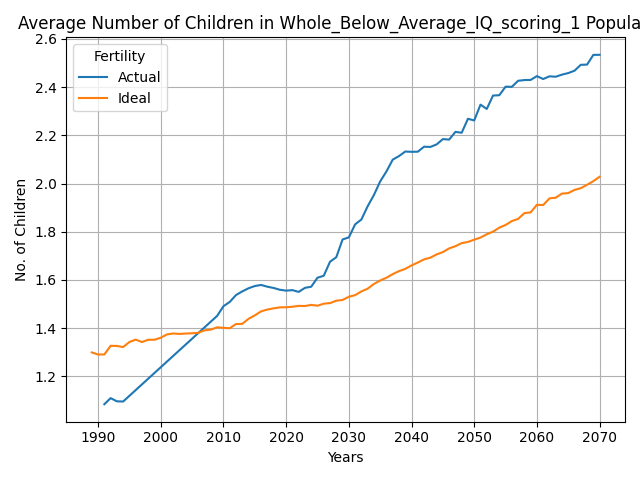 Average Number of Children in Whole_Below_Average_IQ_scoring_1 Popula
Fertility
Actual
Ideal
No. of Children
2.6
2.4
2.2
2.0
1.8
1.6
1.4
1.2
1990 2000 2010 2020 2030 2040 2050 2060 2070
Years